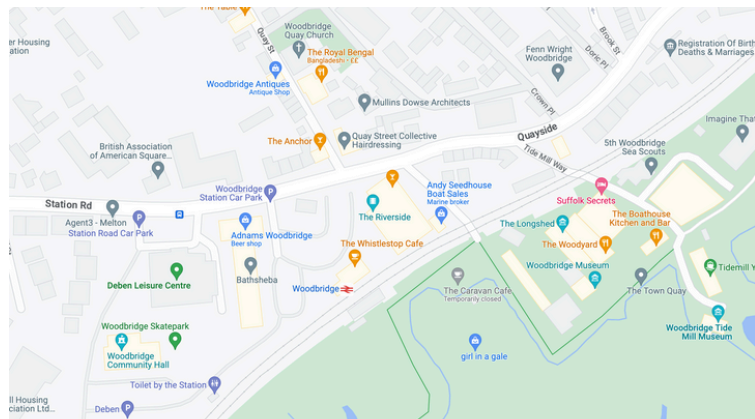 The Table
Woodbridge
Quay Church
Quay St
The Royal Bengal
Bangladeshi · ££
Brook St
Doric Pl
Fenn Wright
Woodbridge
Registration Of Birth
Deaths & Marriages
er Housing
ciation
Woodbridge Antiques
Antique Shop
Mullins Dowse Architects
Crown Pl
Imagine That
Quayside
The Anchor
Quay Street Collective
Hairdressing
British Association
of American Square...
5th Woodbridge
Sea Scouts
Tide Mill Way
Station Rd
Woodbridge
Station Car Park
Andy Seedhouse
Boat Sales
Marine broker
Suffolk Secrets
Agent3 - Melton
Station Road Car Park
The Riverside
The Longshed
The Boathouse
Kitchen and Bar
Adnams Woodbridge
Beer shop
The Whistlestop Cafe
The Woodyard
Woodbridge Museum
Tidemill Y
Bathsheba
Deben Leisure Centre
Woodbridge
The Caravan Cafe
Temporarily closed
The Town Quay
Woodbridge Skatepark
Woodbridge Tide
Mill Museum
Woodbridge
Community Hall
girl in a gale
Toilet by the Station
ll Housing
ciation Ltd...
Deben